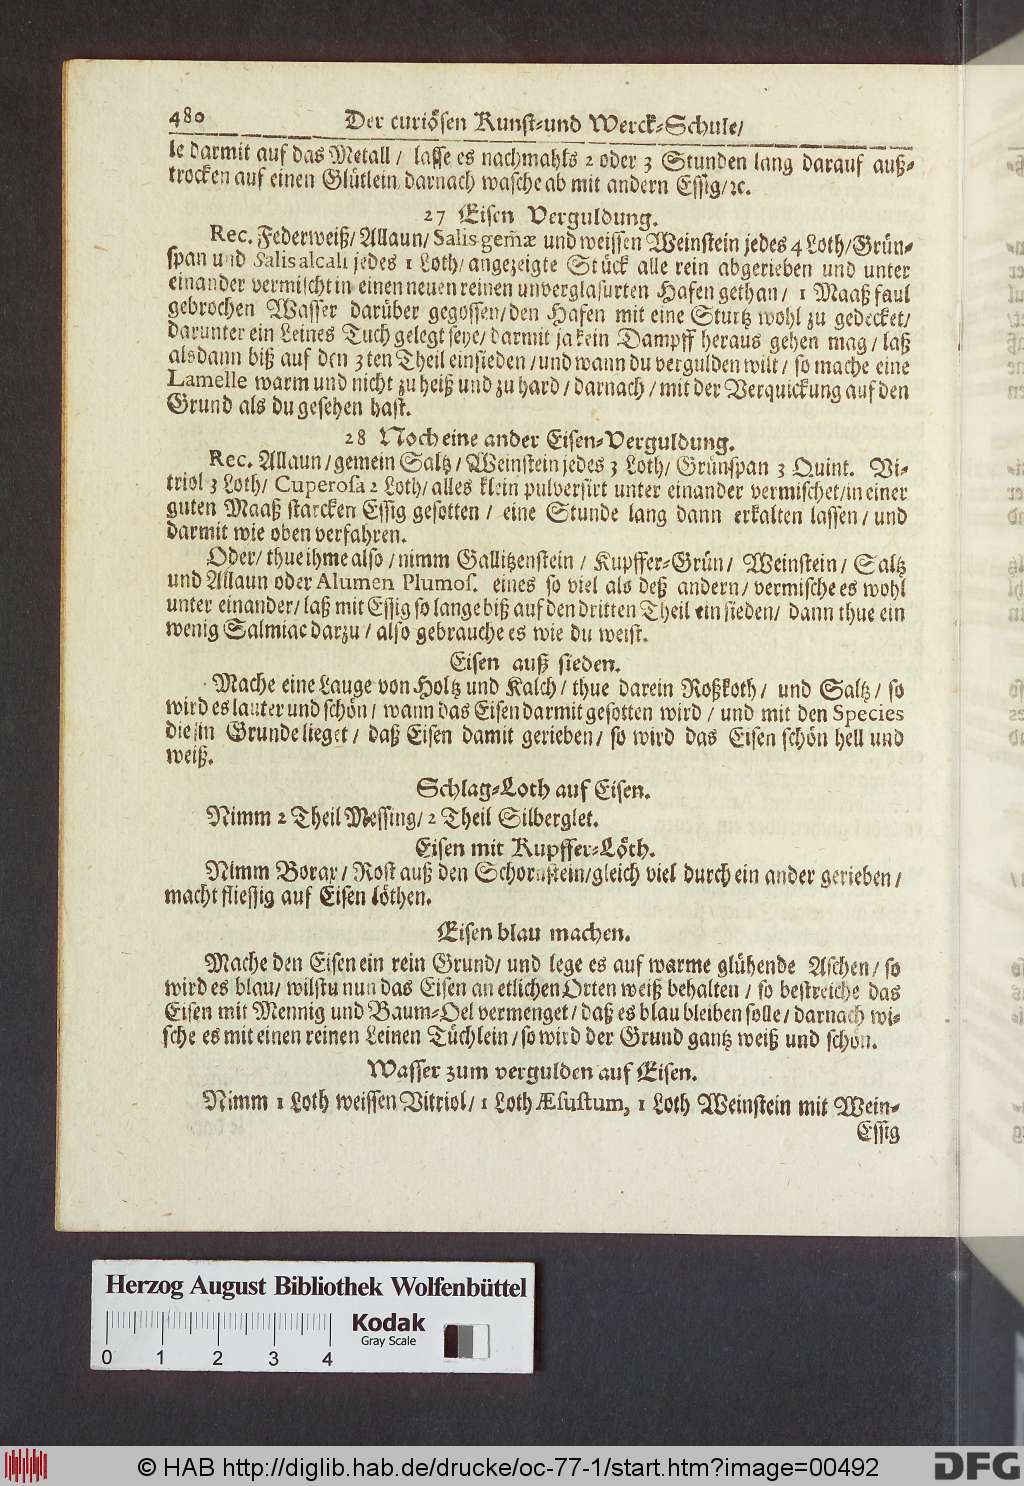 480 Der curiösen Kunst-und Werck-Schule/
le darmit auf das Metall / lasse es nachmahls 2 oder 3 Stunden lang darauf auß-
trocken auf einen Glütlein/ darnach wasche ab mit andern Essig/ ꝛc.
27 Eisen Verguldung.
Rec. Federweiß/ Allaun/ Salis gem̃æ und weissen Weinstein jedes 4 Loth/ Grün-
span und Salis alcali jedes 1 Loth/ angezeigte Stück alle rein abgerieben und unter
einander vermischt in einen neuen reinen unverglasurten Hafen gethan/ 1 Maaß faul
gebrochen Wasser darüber gegossen/ den Hafen mit eine Sturtz wohl zu gedecket/
darunter ein Leines Tuch gelegt seye/ darmit ja kein Dampff heraus gehen mag/ laß
alsdann biß auf den 3ten Theil einsieden/ und wann du vergulden wilt/ so mache eine
Lamelle warm und nicht zu heiß und zu hard/ darnach/ mit der Verquickung auf den
Grund als du gesehen hast.
28 Noch eine ander Eisen-Verguldung.
Rec. Allaun/ gemein Saltz/ Weinstein jedes 3 Loth/ Grünspan 3 Quint. Vi-
triol 3 Loth/ Cuperosa 2 Loth/ alles klein pulversirt unter einander vermischet/ in einer
guten Maaß starcken Essig gesotten / eine Stunde lang dann erkalten lassen/ und
darmit wie oben verfahren.
Oder/ thue ihme also/ nimm Gallitzenstein / Kupffer-Grün/ Weinstein/ Saltz
und Allaun oder Alumen Plumos. eines so viel als deß andern/ vermische es wohl
unter einander/ laß mit Essig so lange biß auf den dritten Theil einsieden/ dann thue ein
wenig Salmiac darzu/ also gebrauche es wie du weist.
Eisen auß sieden.
Mache eine Lauge von Holtz und Kalch/ thue darein Roßkoth/ und Saltz/ so
wird es lauter und schön/ wann das Eisen darmit gesotten wird/ und mit den Species
die in Grunde lieget/ daß Eisen damit gerieben/ so wird das Eisen schön hell und
weiß.
Schlag-Loth auf Eisen.
Nimm 2 Theil Messing/ 2 Theil Silberglet.
Eisen mit Kupffer-Löth.
Nimm Borax/ Rost auß den Schornstein/ gleich viel durch ein ander gerieben/
macht fliessig auf Eisen löthen.
Eisen blau machen.
Mache den Eisen ein rein Grund/ und lege es auf warme glühende Aschen/ so
wird es blau/ wilstu nun das Eisen an etlichen Orten weiß behalten/ so bestreiche das
Eisen mit Mennig und Baum-Oel vermenget/ daß es blau bleiben solle/ darnach wi-
sche es mit einen reinen Leinen Tüchlein/ so wird der Grund gantz weiß und schön.
Wasser zum vergulden auf Eisen.
Nimm 1 Loth weissen Vitriol/ 1 Loth Æsustum, 1 Loth Weinstein mit Wein-
Essig
Herzog August Bibliothek Wolfenbüttel
0 1 2 3 4
Kodak
Gray Scale
© HAB http://diglib.hab.de/drucke/oc-77-1/start.htm?image=00492
DFG